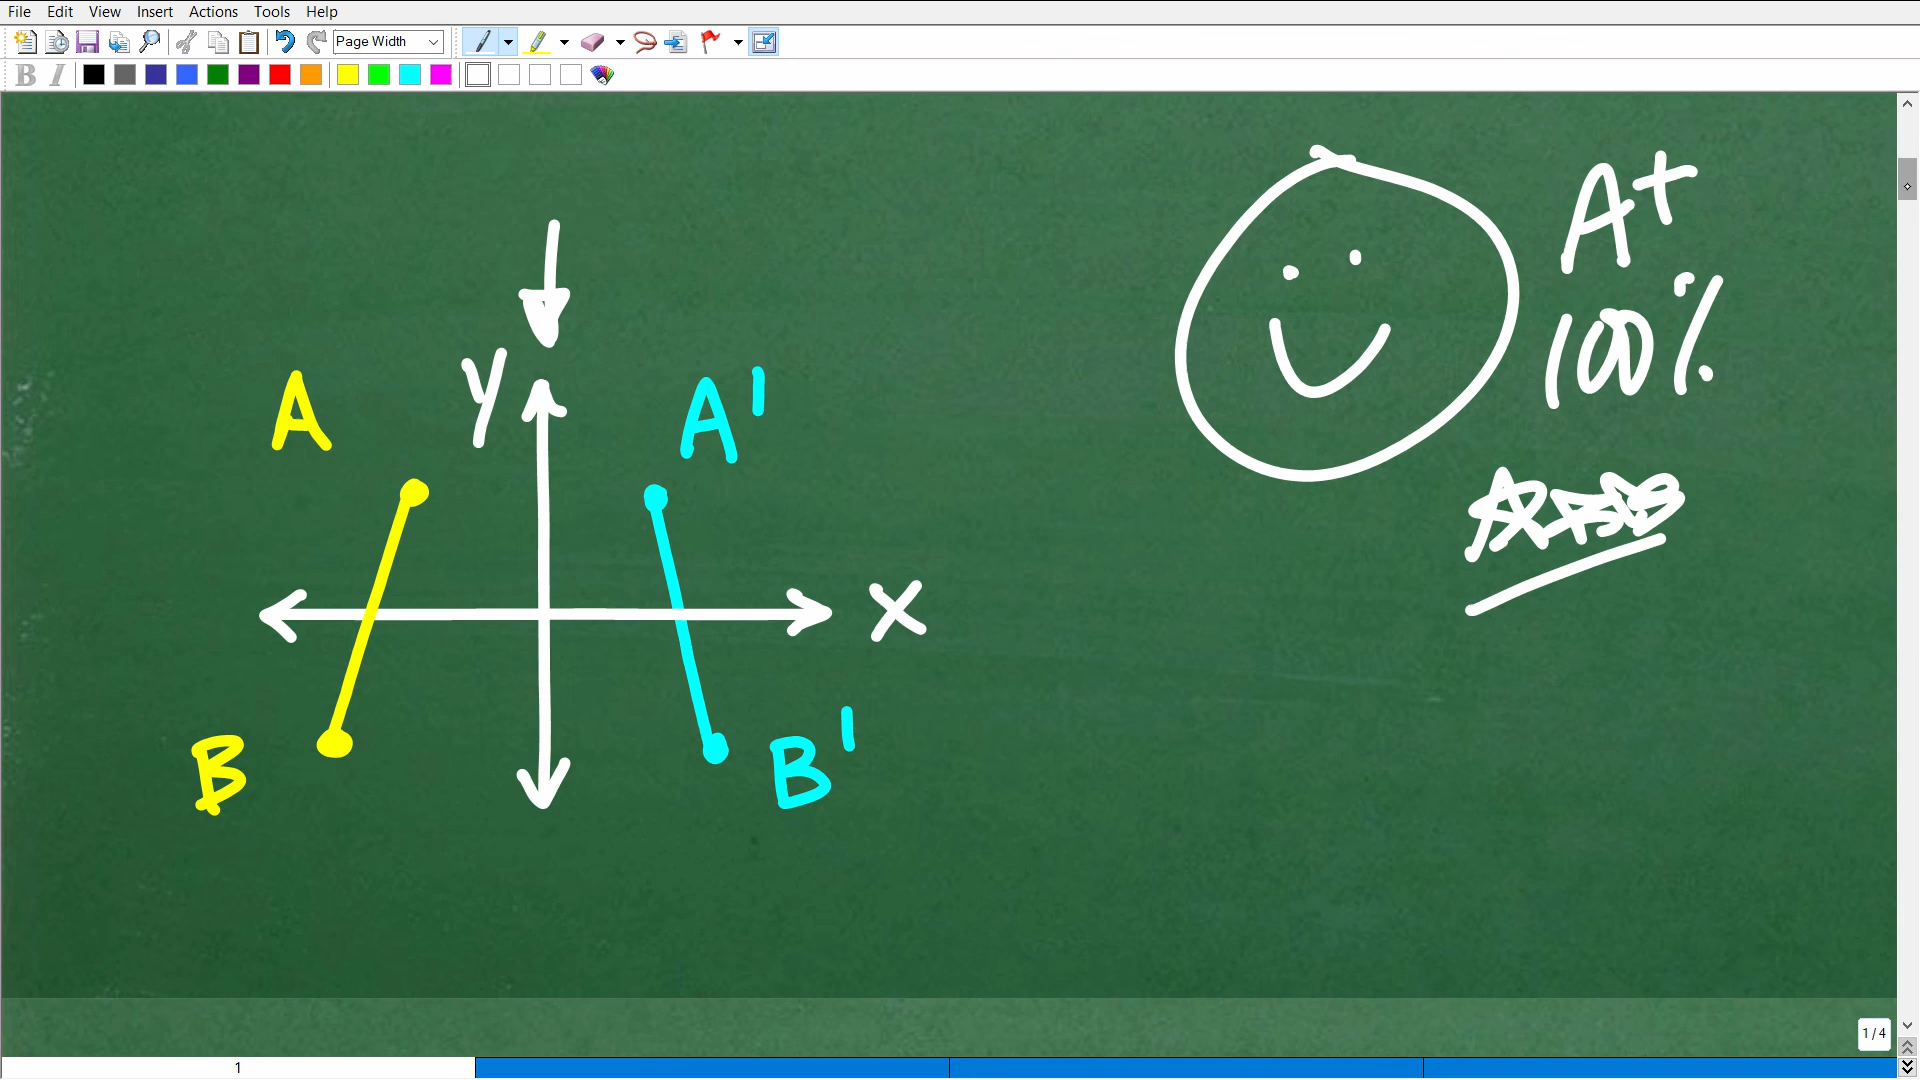 File Edit View Insert Actions Tools Help
Page Width
B I
A+
100%
y
A
A'
x
B
B'
1 / 4
1